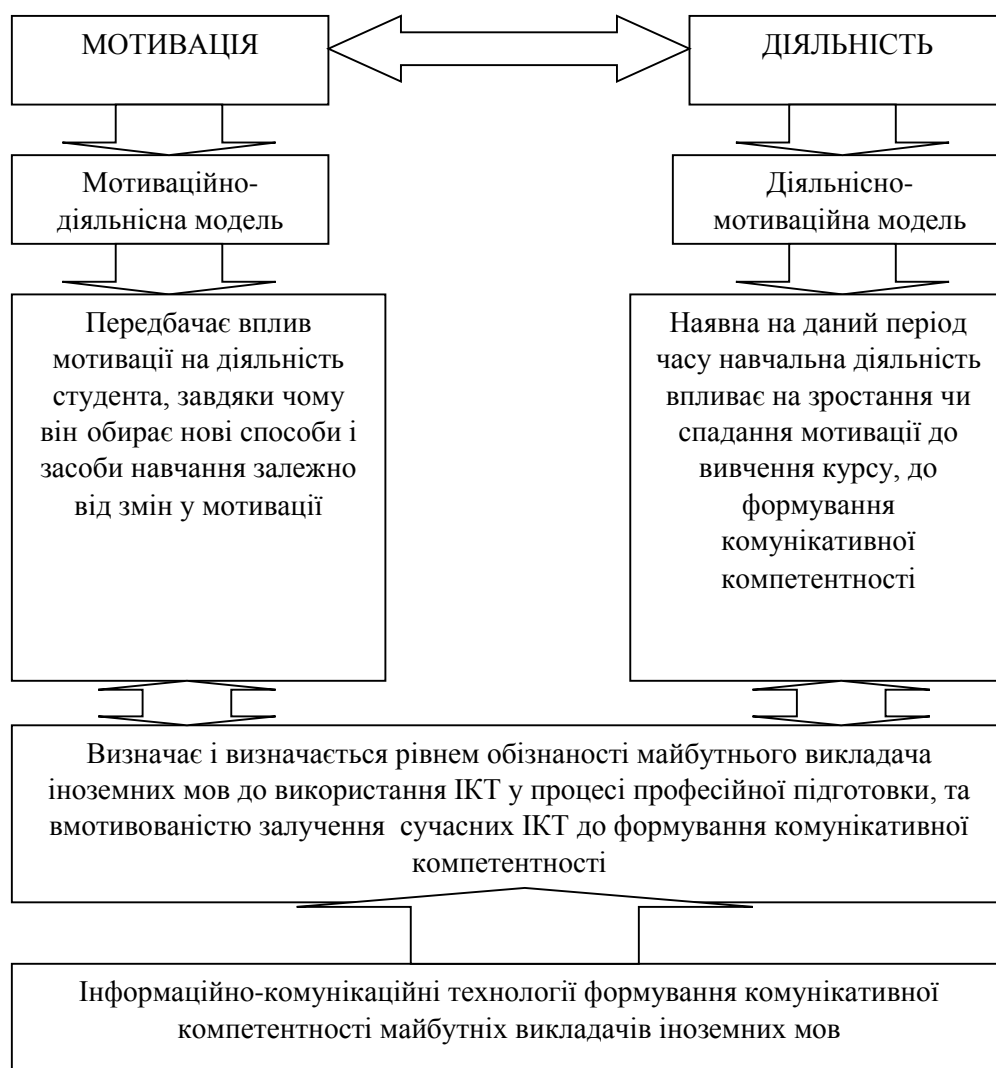 МОТИВАЦІЯ
ДІЯЛЬНІСТЬ
Мотиваційно-
діяльнісна модель
Діяльнісно-
мотиваційна модель
Передбачає вплив
мотивації на діяльність
студента, завдяки чому
він обирає нові способи і
засоби навчання залежно
від змін у мотивації
Наявна на даний період
часу навчальна діяльність
впливає на зростання чи
спадання мотивації до
вивчення курсу, до
формування
комунікативної
компетентності
Визначає і визначається рівнем обізнаності майбутнього викладача
іноземних мов до використання ІКТ у процесі професійної підготовки, та
вмотивованістю залучення сучасних ІКТ до формування комунікативної
компетентності
Інформаційно-комунікаційні технології формування комунікативної
компетентності майбутніх викладачів іноземних мов